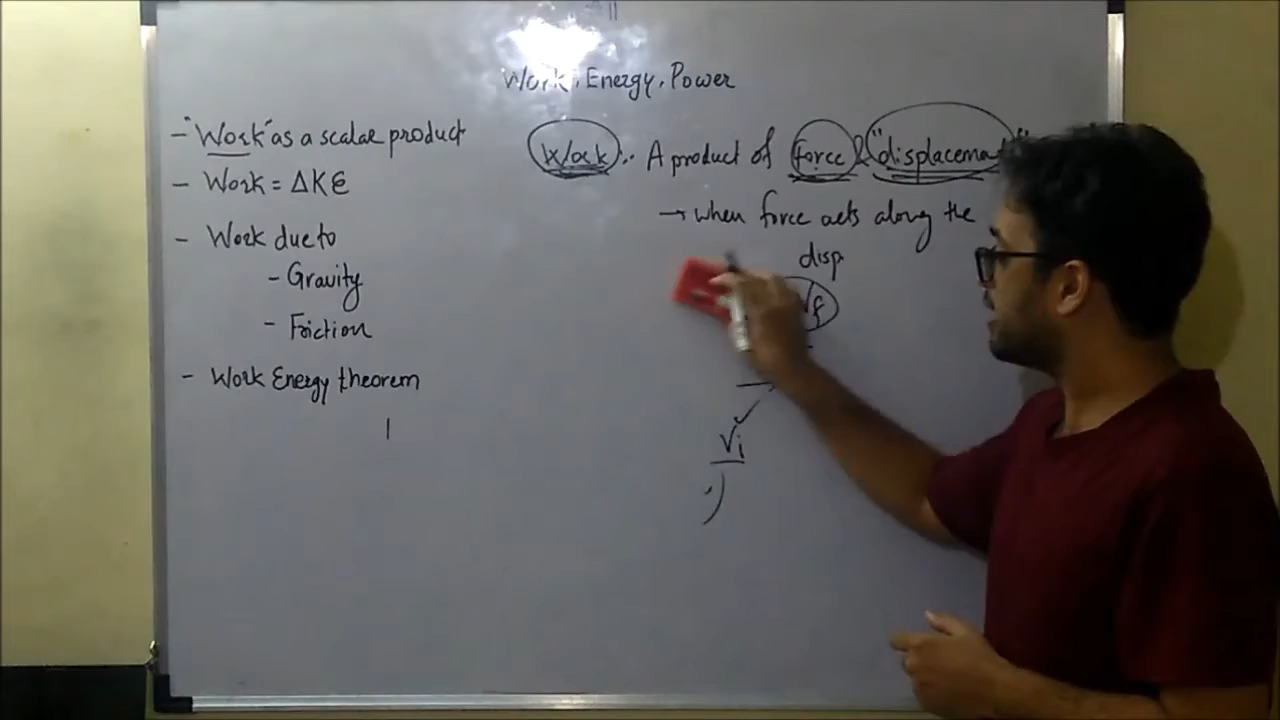 Work, Energy, Power
- "Work" as a scalar product
- Work = ΔKE
- Work due to
- Gravity
- Friction
- Work Energy theorem
Work :- A product of force & "displacement"
→ when force acts along the
disp
Vf
Vi